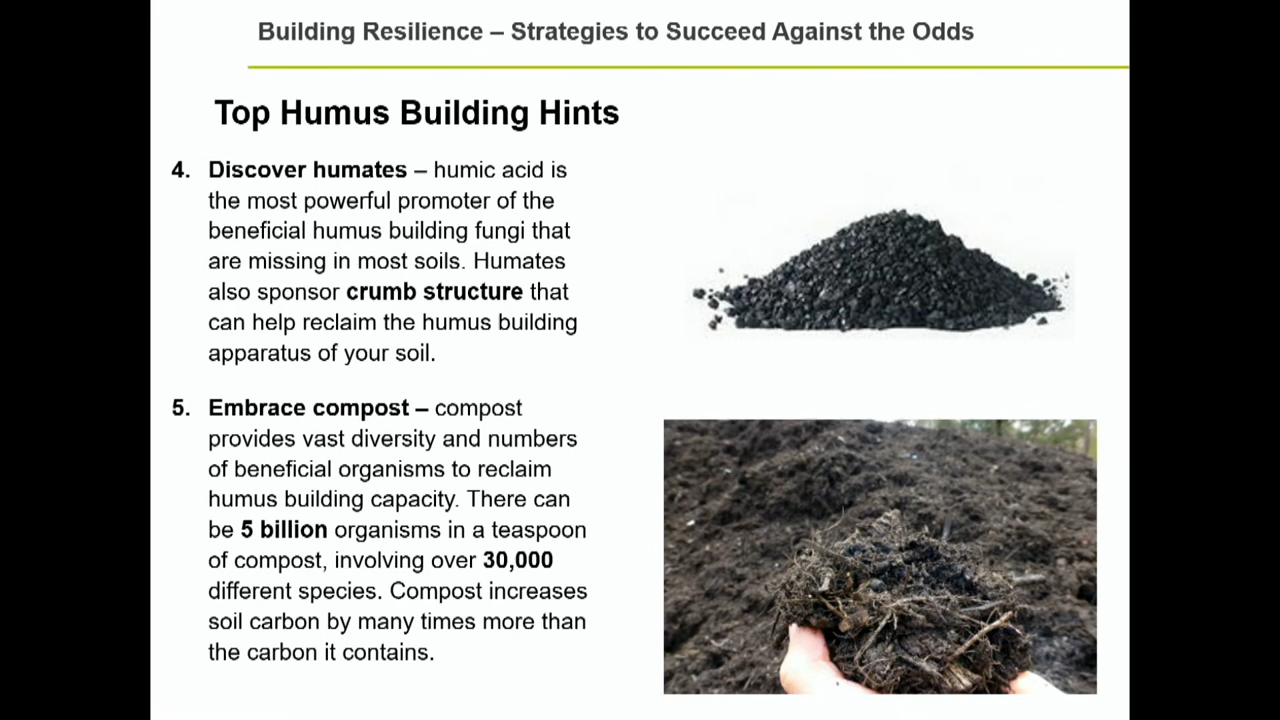 Building Resilience – Strategies to Succeed Against the Odds
Top Humus Building Hints
4. Discover humates – humic acid is
the most powerful promoter of the
beneficial humus building fungi that
are missing in most soils. Humates
also sponsor crumb structure that
can help reclaim the humus building
apparatus of your soil.
5. Embrace compost – compost
provides vast diversity and numbers
of beneficial organisms to reclaim
humus building capacity. There can
be 5 billion organisms in a teaspoon
of compost, involving over 30,000
different species. Compost increases
soil carbon by many times more than
the carbon it contains.